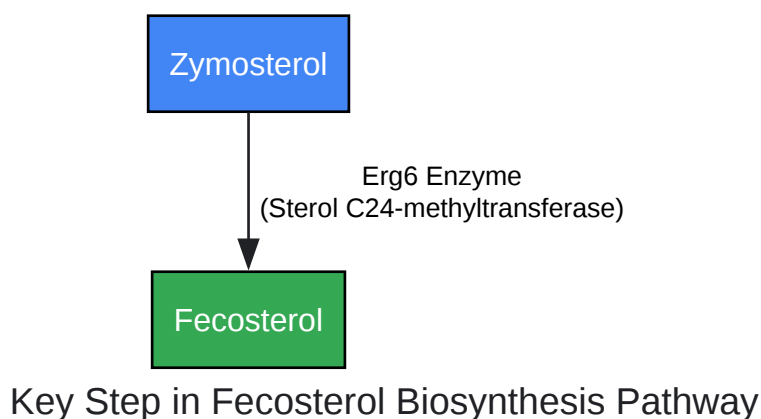 Zymosterol
Erg6 Enzyme
(Sterol C24-methyltransferase)
Fecosterol
Key Step in Fecosterol Biosynthesis Pathway